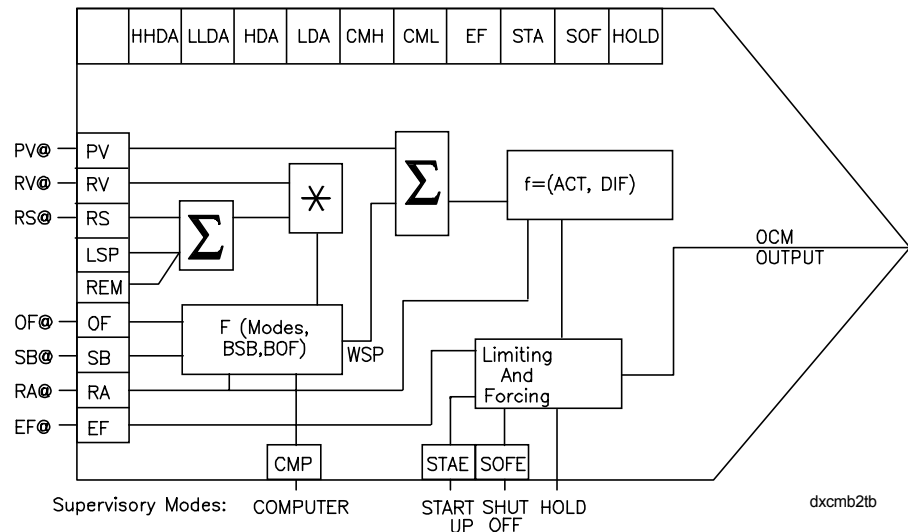 HHDA LLDA HDA LDA CMH CML EF STA SOF HOLD
PV@ PV
RV@ RV
RS@ RS
LSP
REM
OF@ OF
SB@ SB
RA@ RA
EF@ EF
Σ
*
Σ
f=(ACT, DIF)
F (Modes,
BSB,BOF)
WSP
Limiting
And
Forcing
OCM
OUTPUT
CMP
STAE SOFE
Supervisory Modes: COMPUTER START UP SHUT OFF HOLD
dxcmb2tb